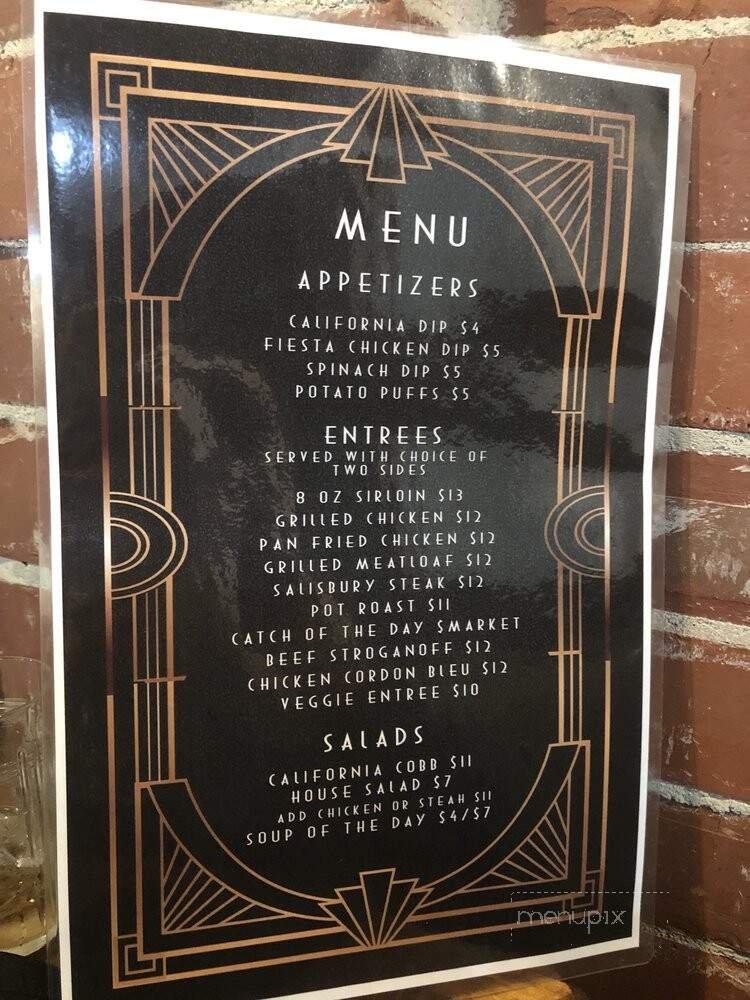 MENU
APPETIZERS
CALIFORNIA DIP $4
FIESTA CHICKEN DIP $5
SPINACH DIP $5
POTATO PUFFS $5
ENTREES
SERVED WITH CHOICE OF
TWO SIDES
8 OZ SIRLOIN $13
GRILLED CHICKEN $12
PAN FRIED CHICKEN $12
GRILLED MEATLOAF $12
SALISBURY STEAK $12
POT ROAST $11
CATCH OF THE DAY $MARKET
BEEF STROGANOFF $12
CHICKEN CORDON BLEU $12
VEGGIE ENTREE $10
SALADS
CALIFORNIA COBB $11
HOUSE SALAD $7
ADD CHICKEN OR STEAH $11
SOUP OF THE DAY $4/$7
menupix